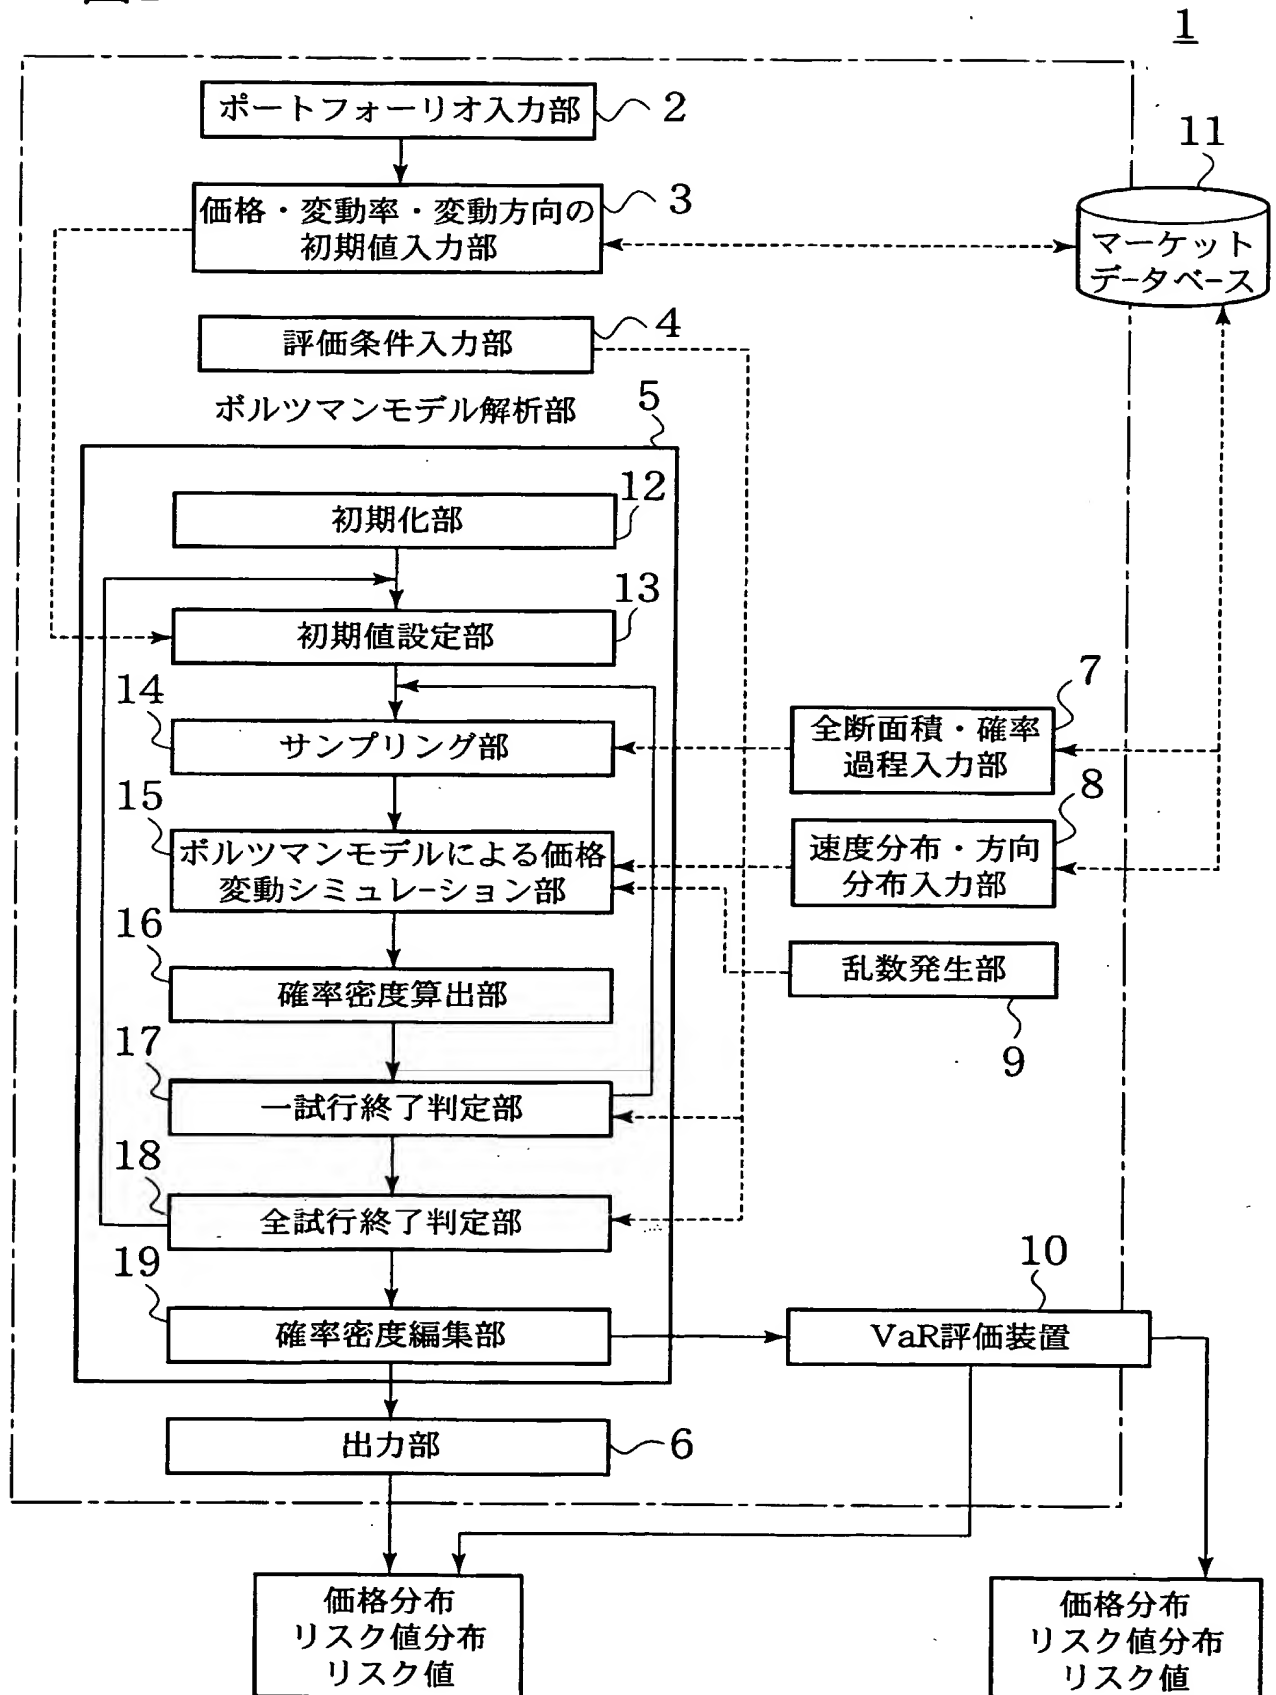 1
ポートフォーリオ入力部
2
11
価格・変動率・変動方向の
初期値入力部
3
マーケット
データベース
評価条件入力部
4
ボルツマンモデル解析部
5
初期化部
12
初期値設定部
13
14
サンプリング部
全断面積・確率
過程入力部
7
15
ボルツマンモデルによる価格
変動シミュレーション部
速度分布・方向
分布入力部
8
16
確率密度算出部
乱数発生部
9
17
一試行終了判定部
18
全試行終了判定部
19
確率密度編集部
10
VaR評価装置
出力部
6
価格分布
リスク値分布
リスク値
価格分布
リスク値分布
リスク値